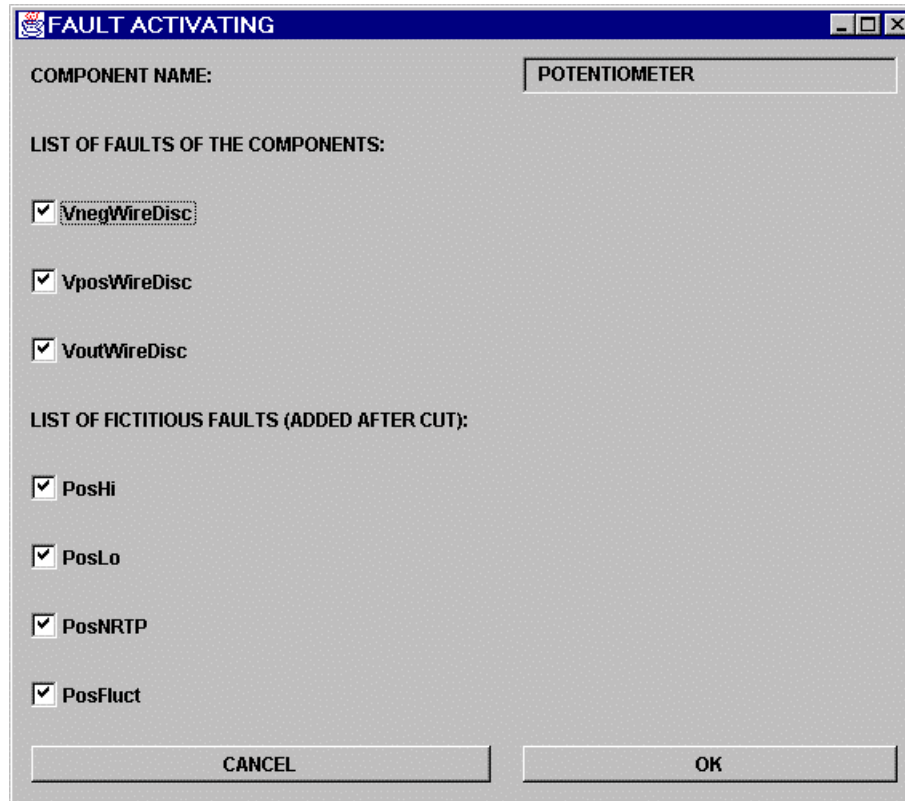 FAULT ACTIVATING
COMPONENT NAME: POTENTIOMETER
LIST OF FAULTS OF THE COMPONENTS:
VnegWireDisc
VposWireDisc
VoutWireDisc
LIST OF FICTITIOUS FAULTS (ADDED AFTER CUT):
PosHi
PosLo
PosNRTP
PosFluct
CANCEL OK